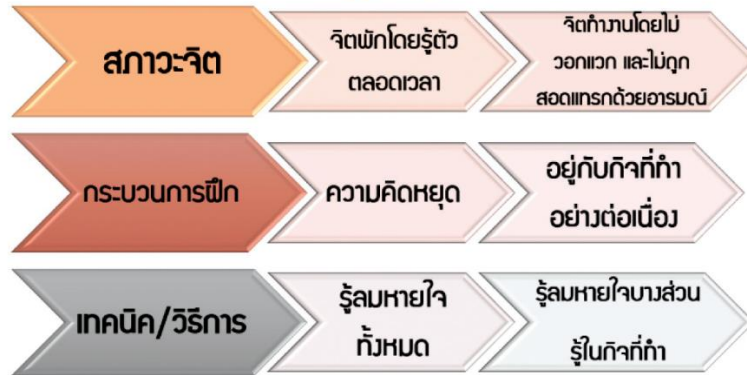 สภาวะจิต
จิตพักโดยรู้ตัว
ตลอดเวลา
จิตทำงานโดยไม่
วอกแวก และไม่ถูก
สอดแทรกด้วยอารมณ์
กระบวนการฝึก
ความคิดหยุด
อยู่กับกิจที่ทำ
อย่างต่อเนื่อง
เทคนิค/วิธีการ
รู้ลมหายใจ
ทั้งหมด
รู้ลมหายใจบางส่วน
รู้ในกิจที่ทำ